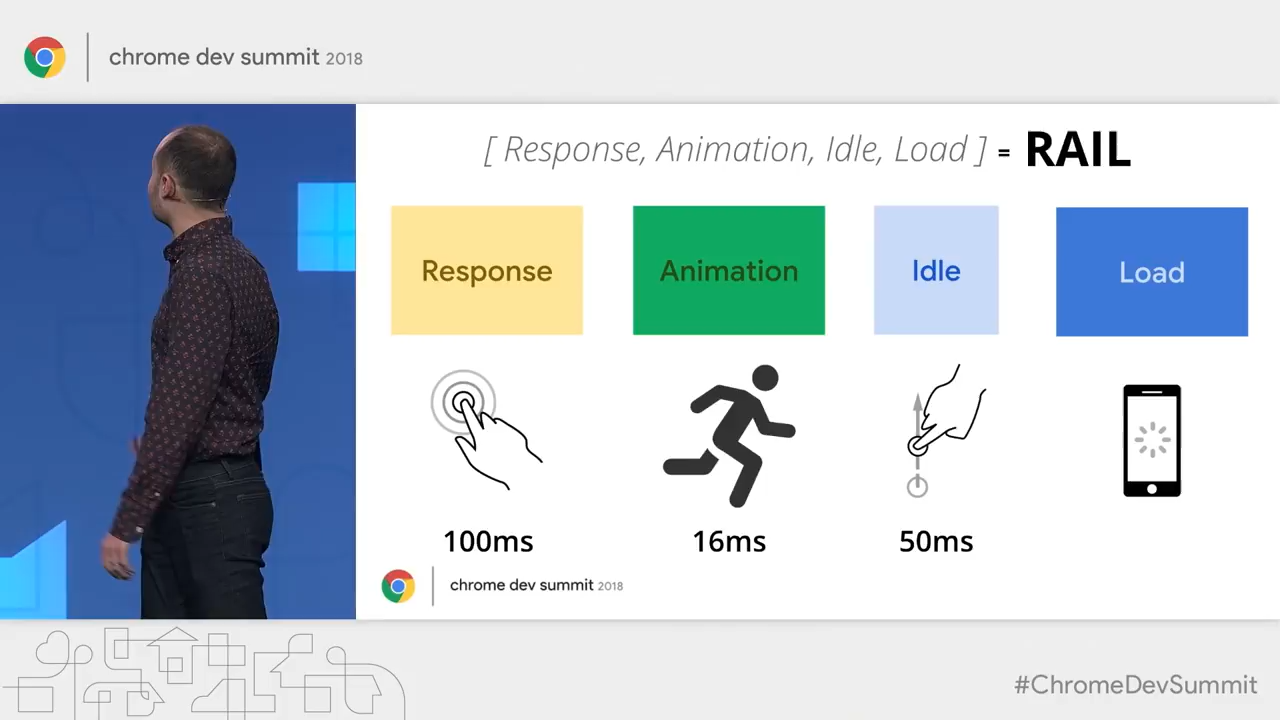 chrome dev summit 2018
[ Response, Animation, Idle, Load ] = RAIL
Response
Animation
Idle
Load
100ms
16ms
50ms
chrome dev summit 2018
#ChromeDevSummit